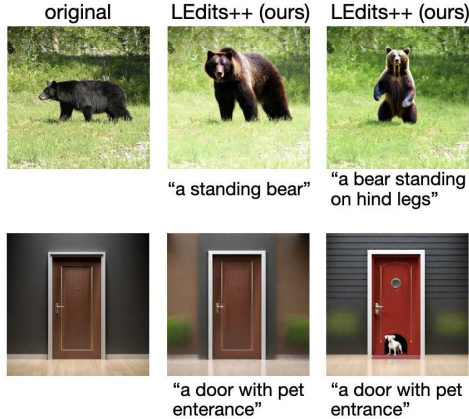 original LEdits++ (ours) LEdits++ (ours)
“a standing bear”
“a bear standing
on hind legs”
“a door with pet
enterance”
“a door with pet
entrance”